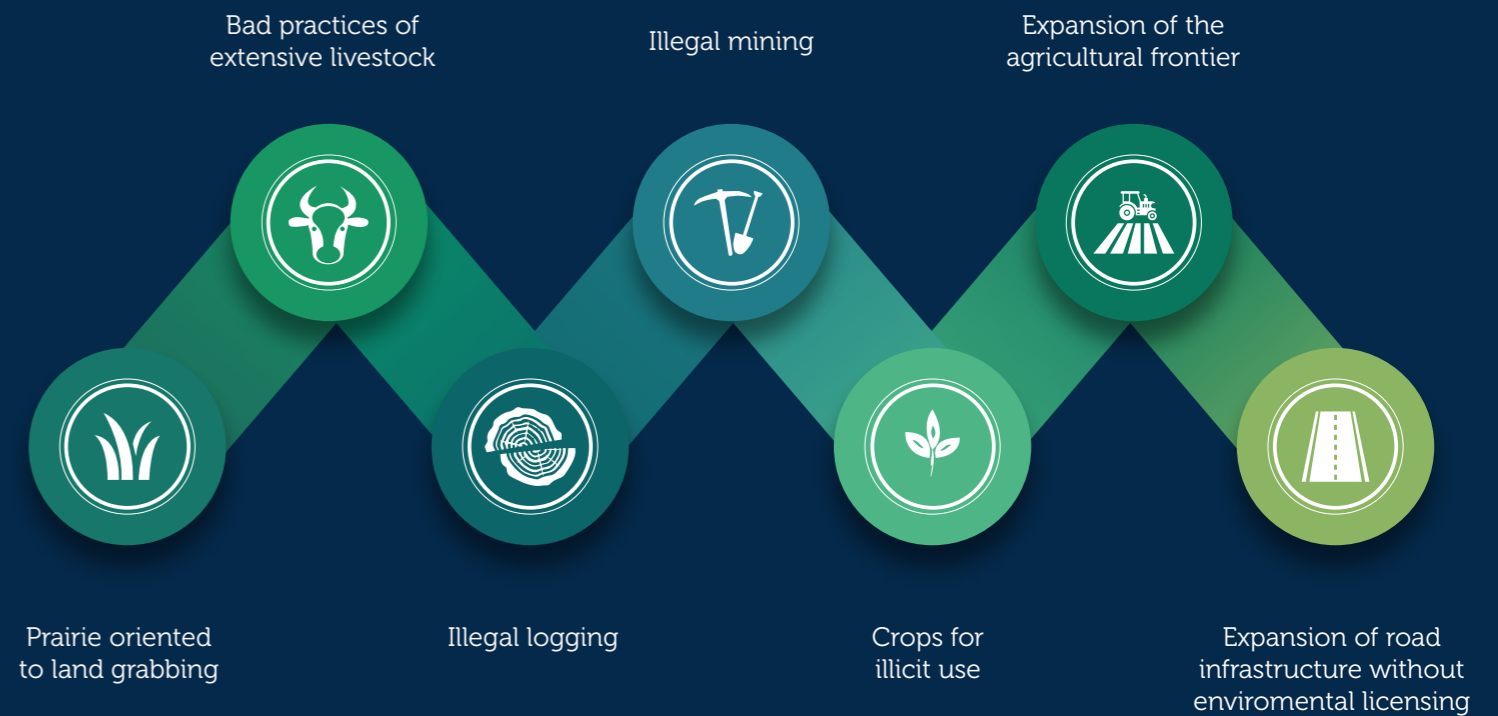 Bad practices of
extensive livestock
Illegal mining
Expansion of the
agricultural frontier
Prairie oriented
to land grabbing
Illegal logging
Crops for
illicit use
Expansion of road
infrastructure without
enviromental licensing